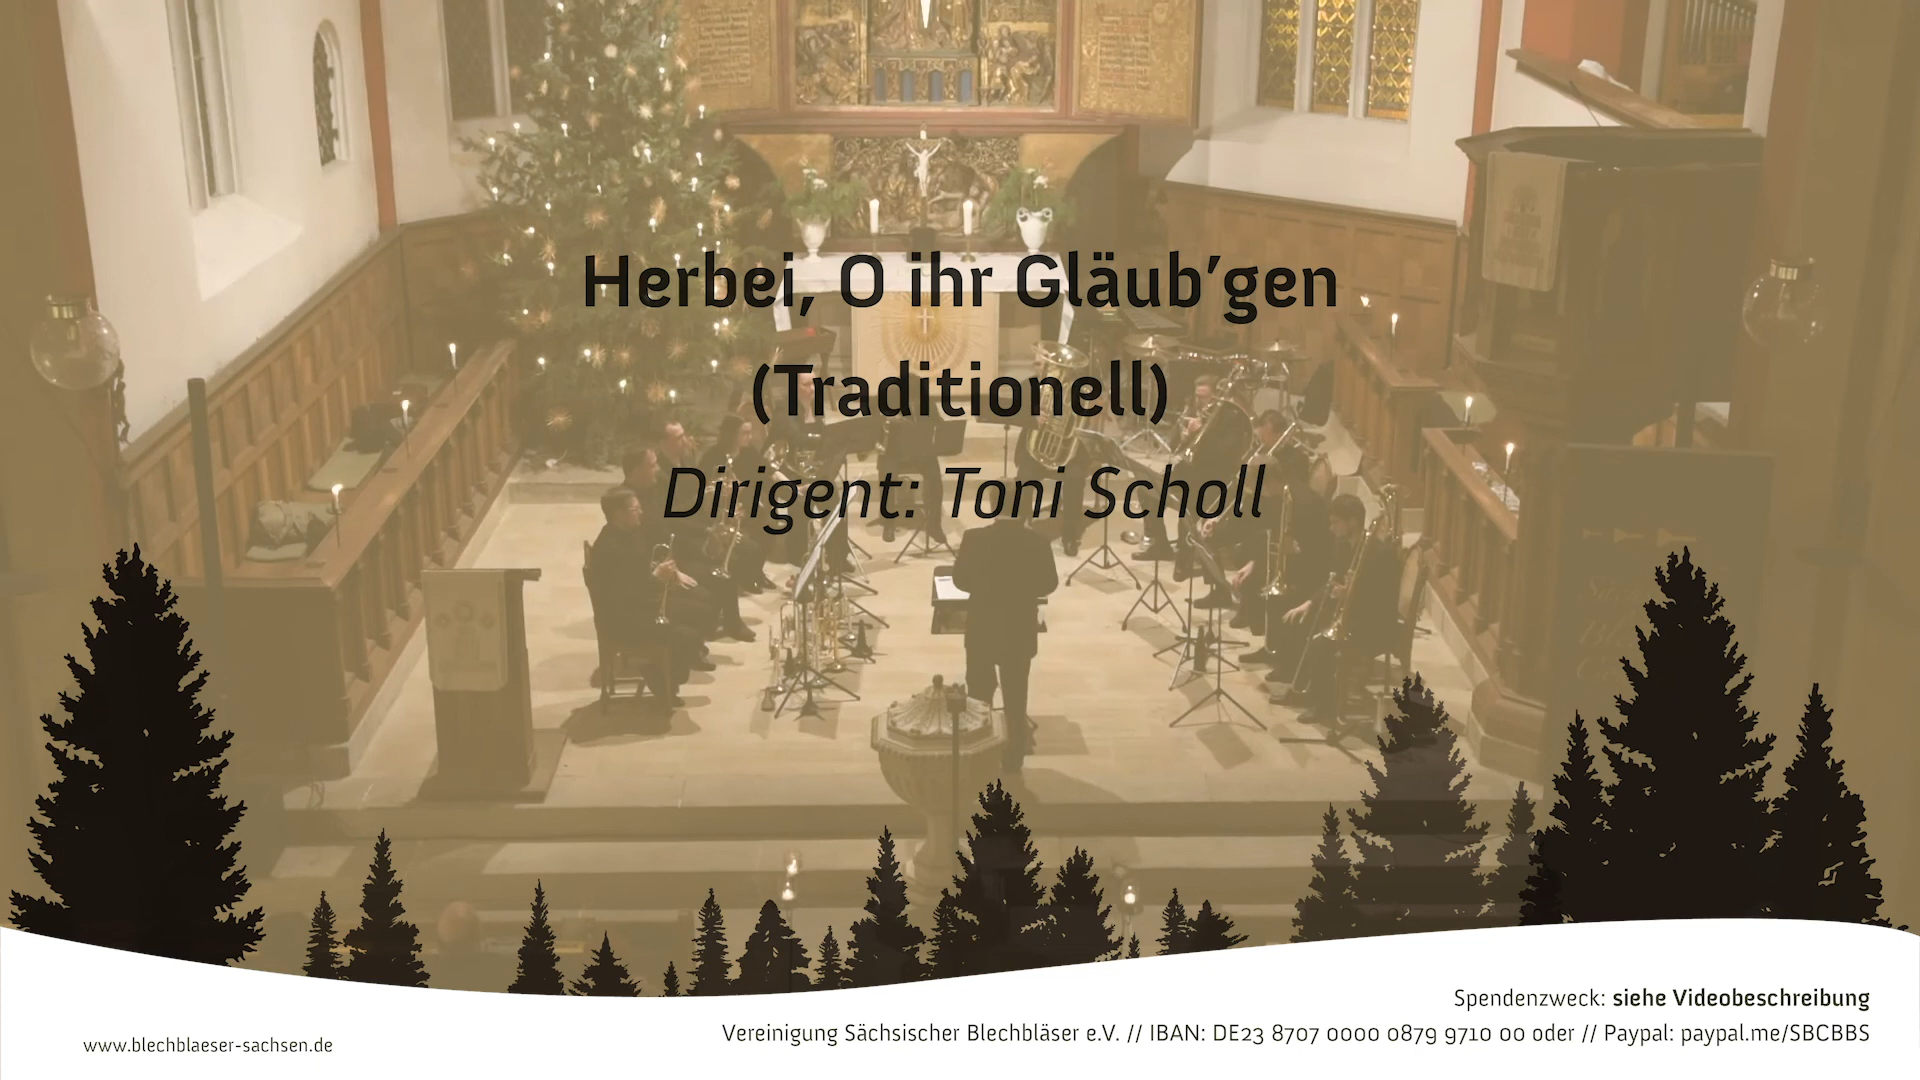 Herbei, O ihr Gläub’gen
(Traditionell)
Dirigent: Toni Scholl
Spendenzweck: siehe Videobeschreibung
Vereinigung Sächsischer Blechbläser e.V. // IBAN: DE23 8707 0000 0879 9710 00 oder // Paypal: paypal.me/SBCBBS
www.blechblaeser-sachsen.de